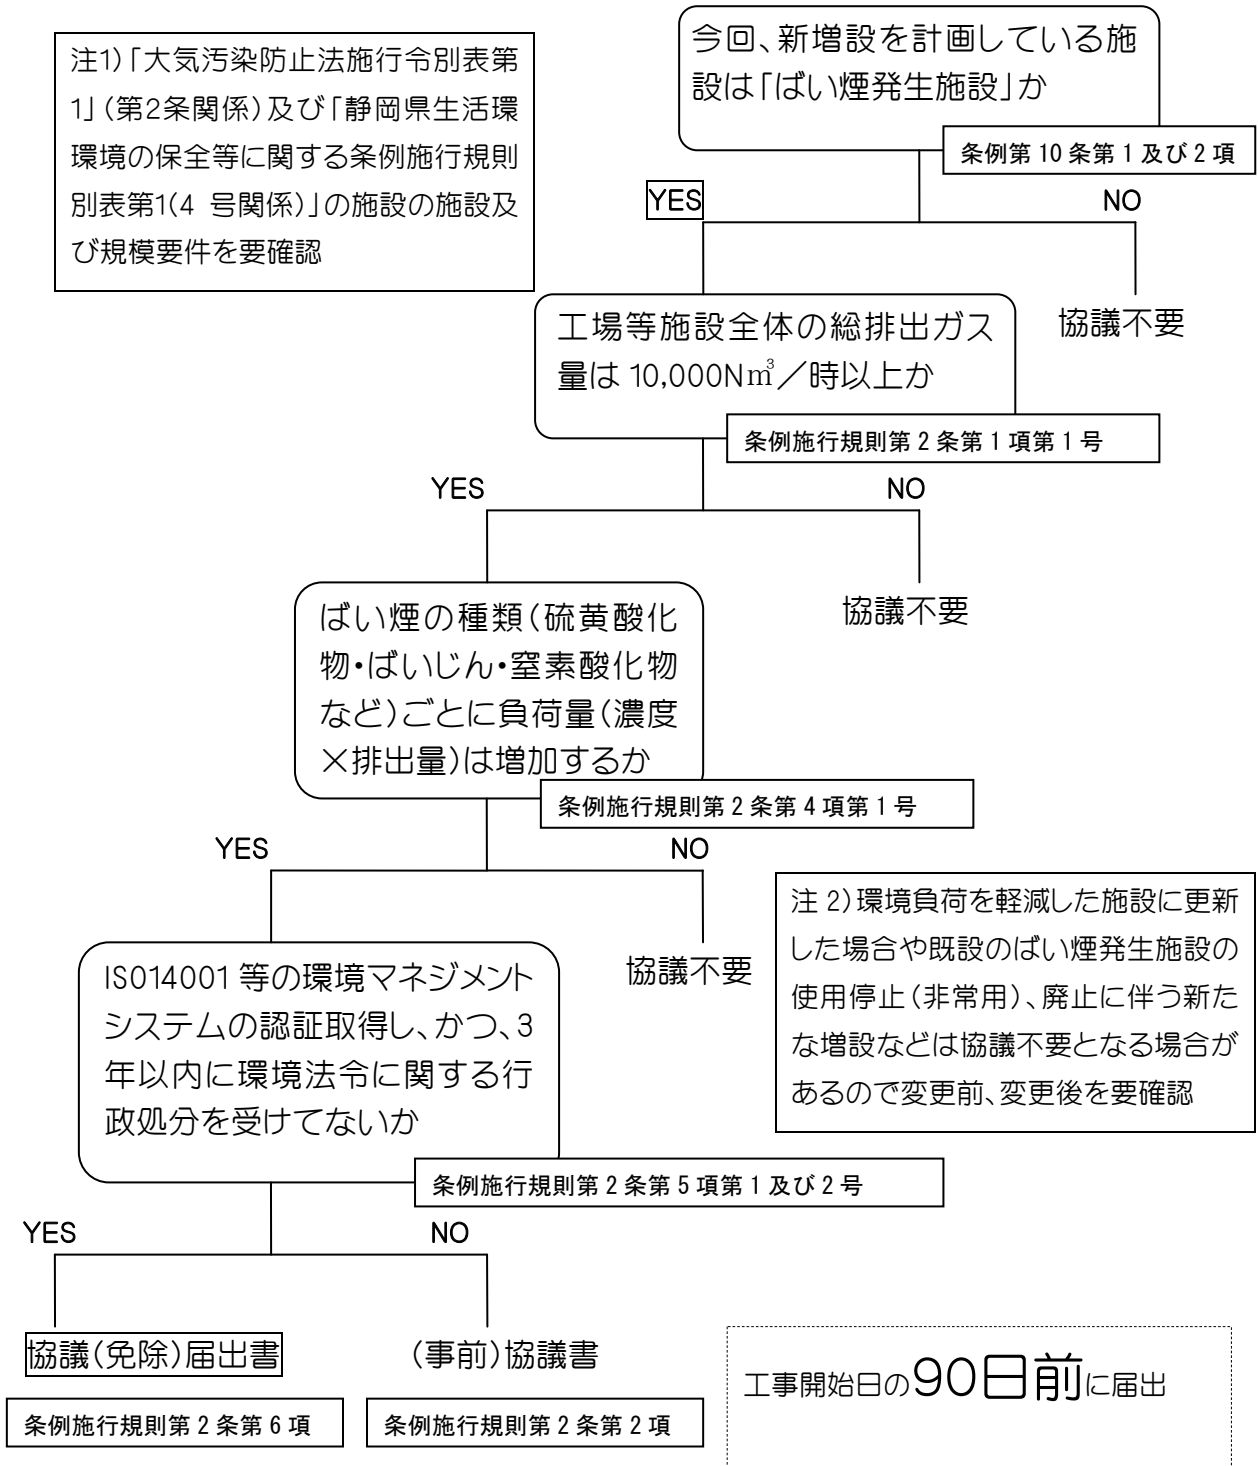 今回、新増設を計画している施
設は「ばい煙発生施設」か
条例第10条第1及び2項
注1)「大気汚染防止法施行令別表第
1」(第2条関係)及び「静岡県生活環
環境の保全等に関する条例施行規則
別表第1(4 号関係)」の施設の施設及
び規模要件を要確認
YES
NO
協議不要
工場等施設全体の総排出ガス
量は10,000N㎥/時以上か
条例施行規則第2条第1項第1号
YES
NO
協議不要
ばい煙の種類(硫黄酸化
物・ばいじん・窒素酸化物
など)ごとに負荷量(濃度
×排出量)は増加するか
条例施行規則第2条第4項第1号
YES
NO
協議不要
注2)環境負荷を軽減した施設に更新
した場合や既設のばい煙発生施設の
使用停止(非常用)、廃止に伴う新た
な増設などは協議不要となる場合が
あるので変更前、変更後を要確認
ISO14001等の環境マネジメント
システムの認証取得し、かつ、3
年以内に環境法令に関する行
政処分を受けてないか
条例施行規則第2条第5項第1及び2号
YES
NO
協議(免除)届出書
(事前)協議書
条例施行規則第2条第6項
条例施行規則第2条第2項
工事開始日の90日前に届出